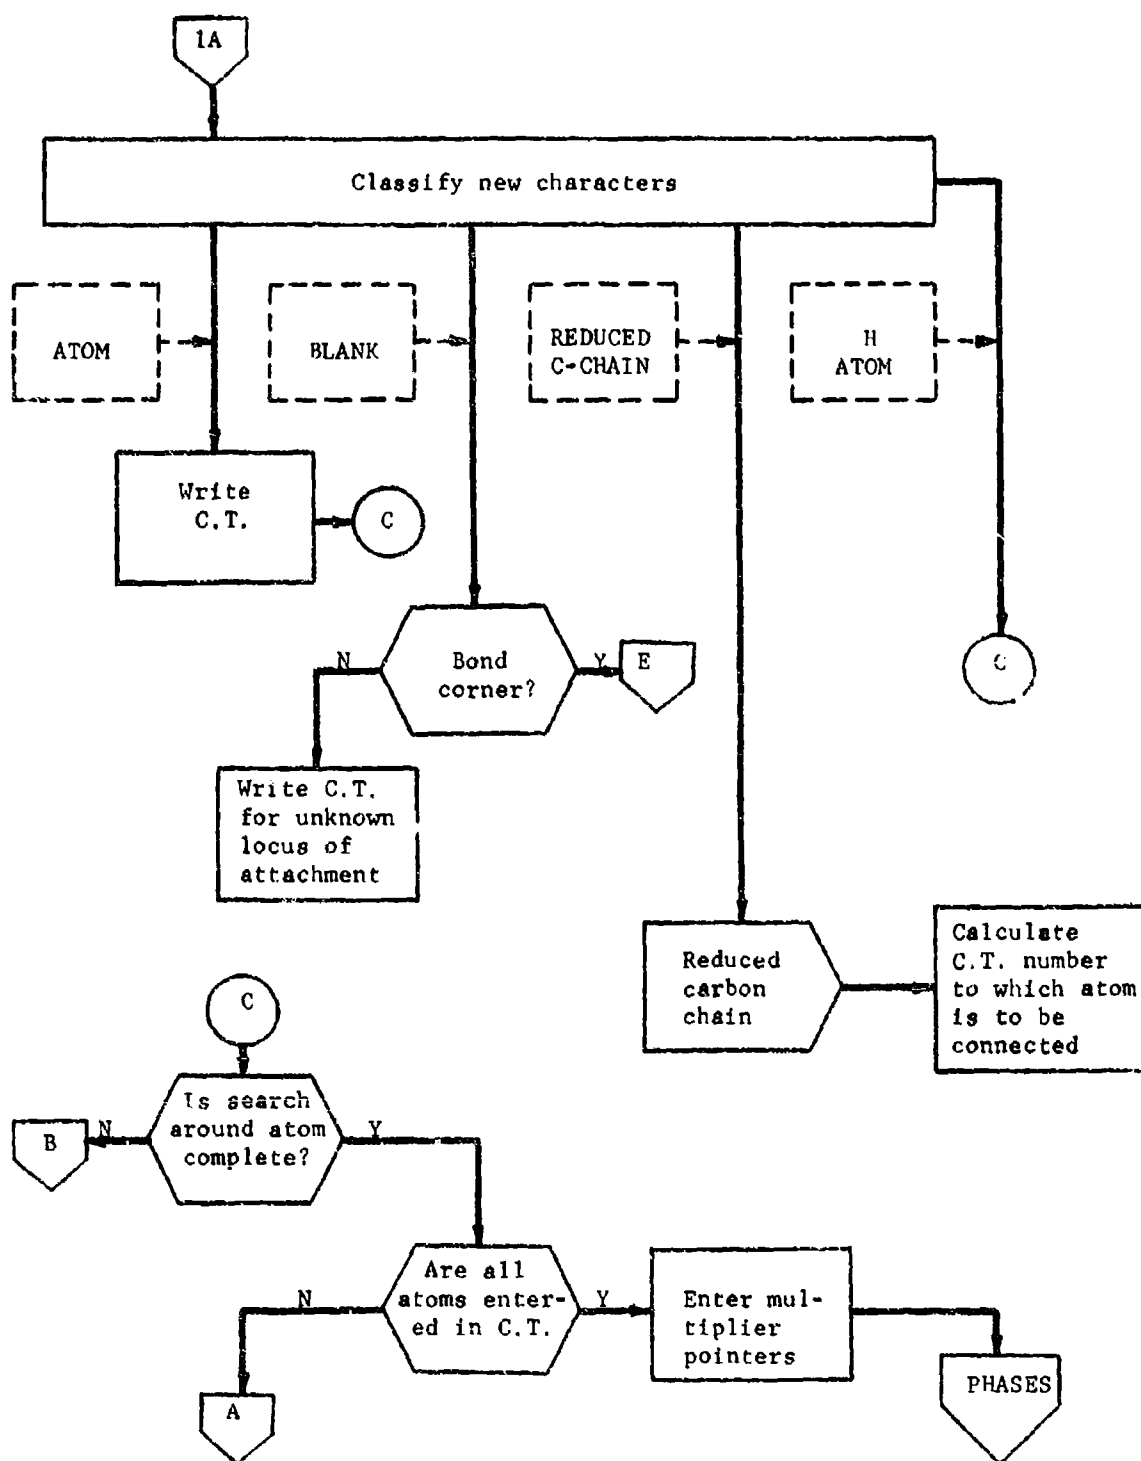 1A
Classify new characters
ATOM
BLANK
REDUCED
C-CHAIN
H
ATOM
Write
C.T.
C
N
Bond
corner?
Y
E
C
Write C.T.
for unknown
locus of
attachment
Reduced
carbon
chain
Calculate
C.T. number
to which atom
is to be
connected
C
B
N
Is search
around atom
complete?
Y
N
Are all
atoms enter-
ed in C.T.
Y
Enter mul-
tiplier
pointers
A
PHASES